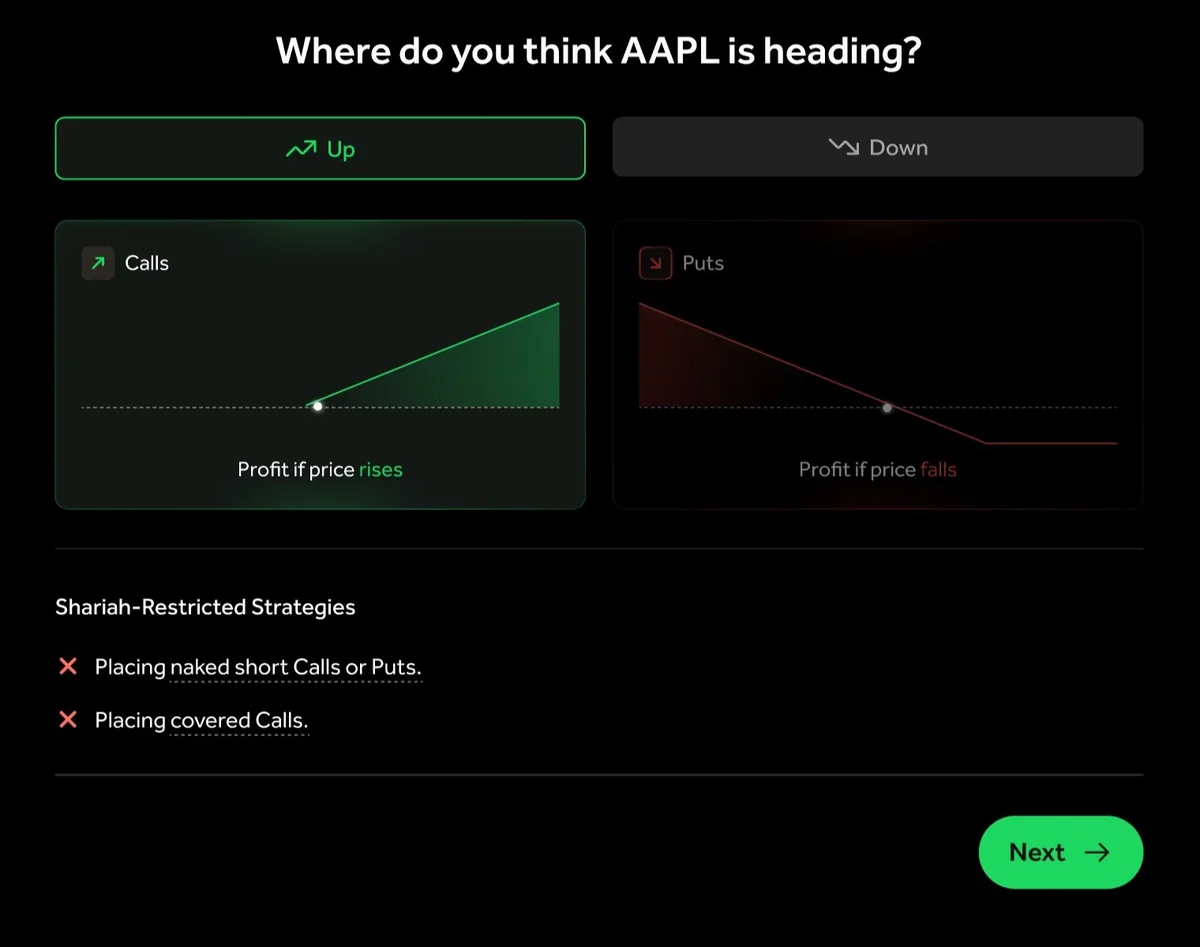 Where do you think AAPL is heading?
Up
Down
Calls
Puts
Profit if price rises
Profit if price falls
Shariah-Restricted Strategies
Placing naked short Calls or Puts.
Placing covered Calls.
Next